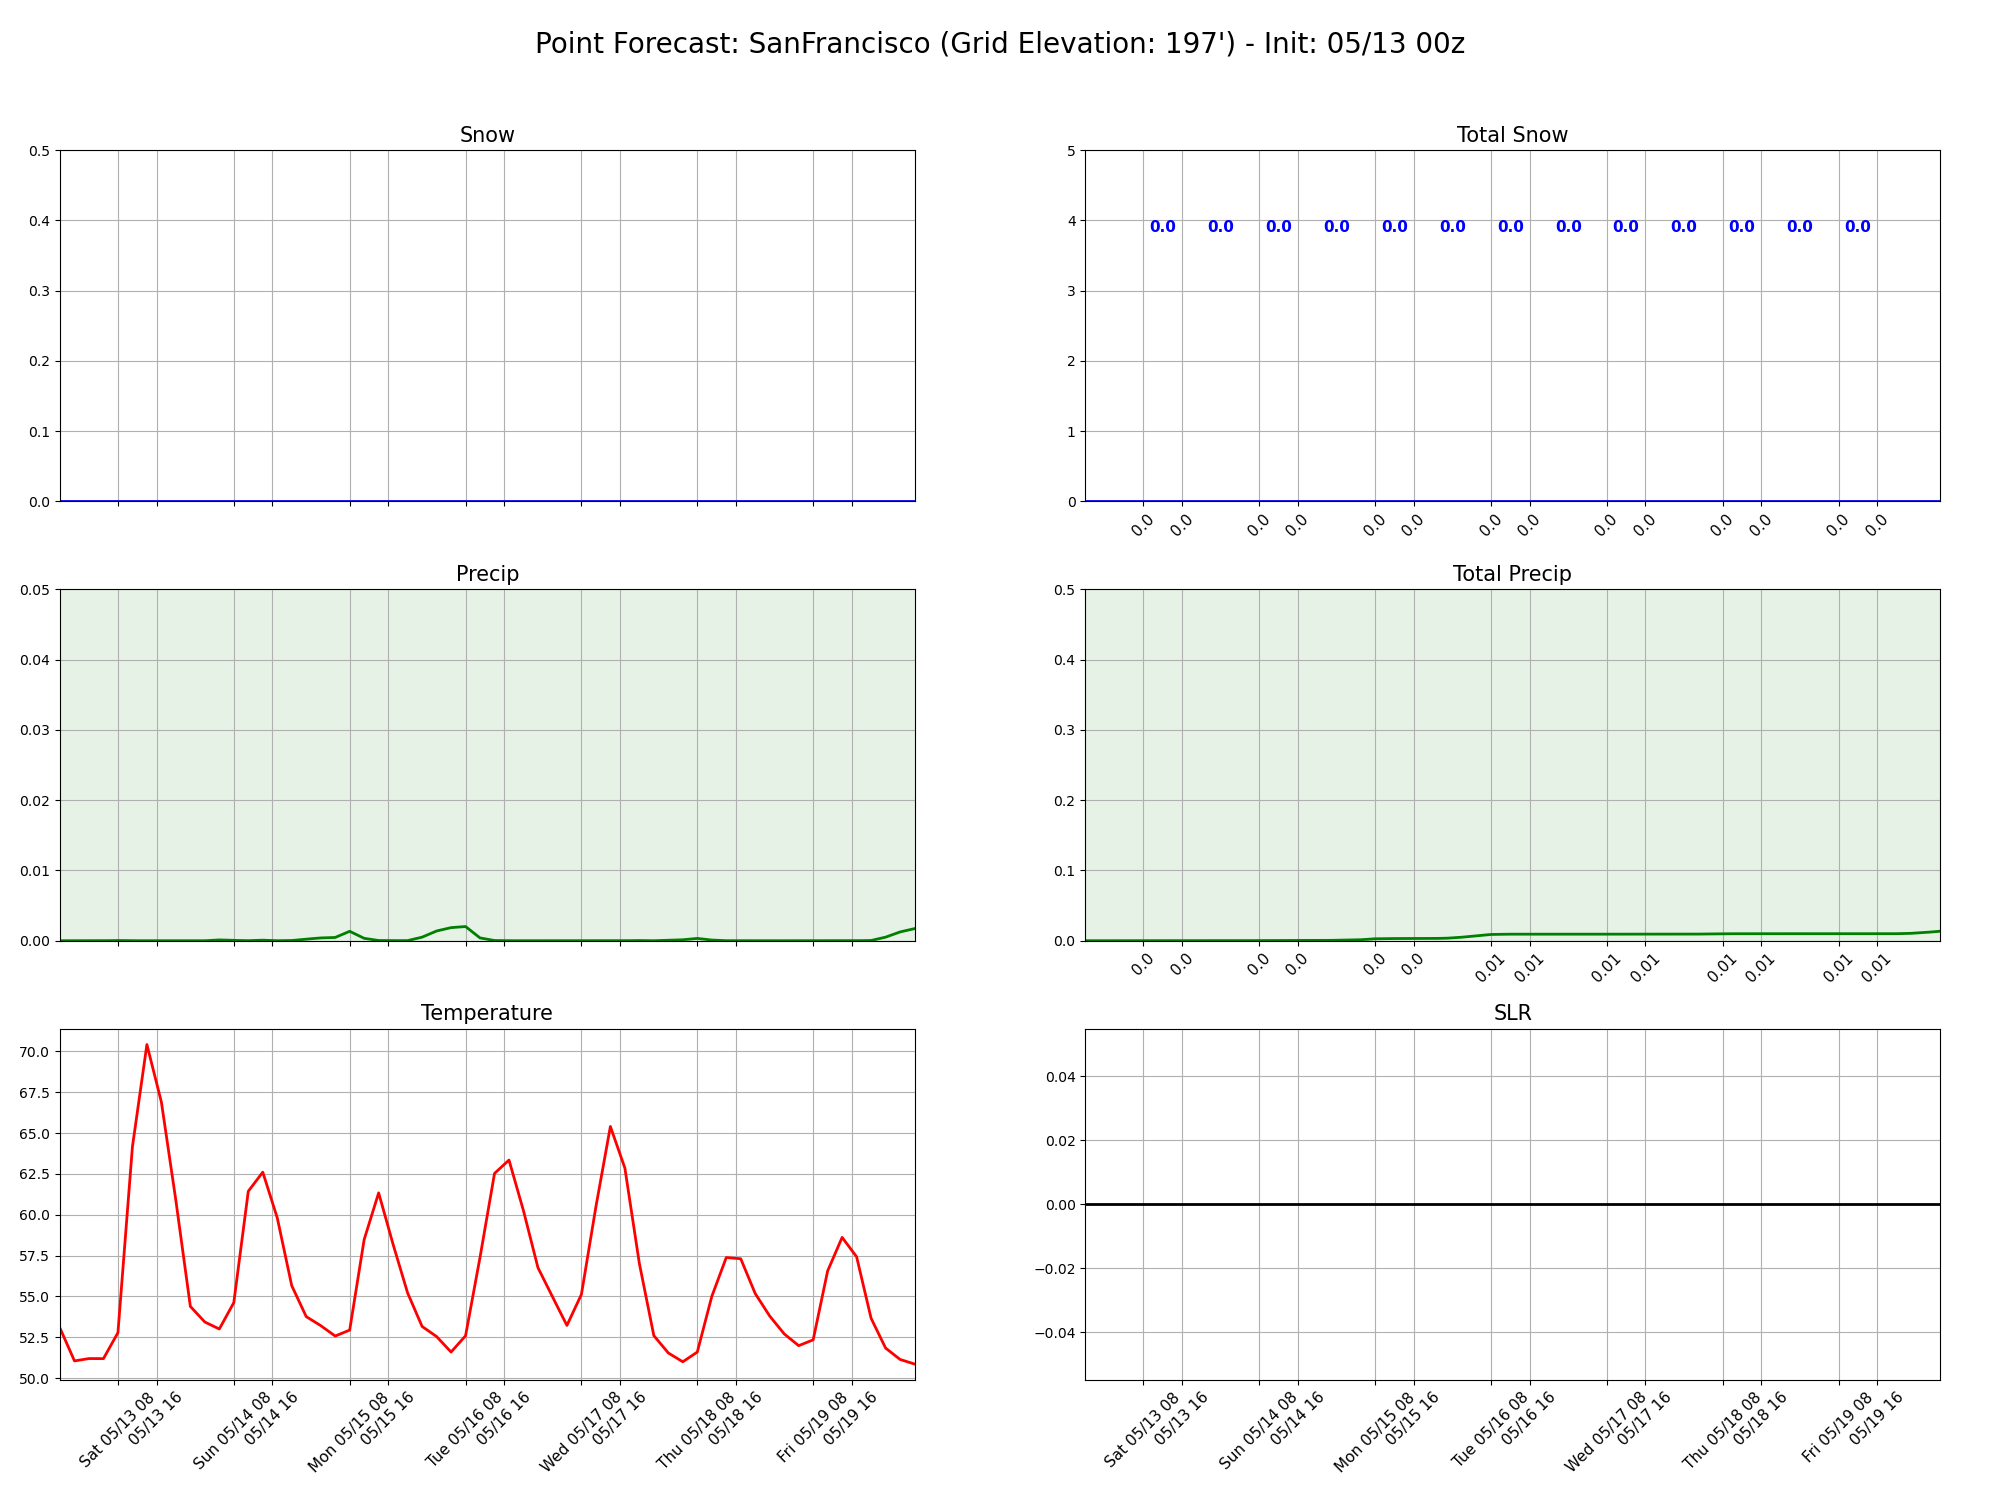 Point Forecast: SanFrancisco (Grid Elevation: 197') - Init: 05/13 00z
Snow
0.5
0.4
0.3
0.2
0.1
0.0
Total Snow
5
4
3
2
1
0
0.0 0.0 0.0 0.0 0.0 0.0 0.0 0.0 0.0 0.0 0.0 0.0 0.0
0.0 0.0 0.0 0.0 0.0 0.0 0.0 0.0 0.0 0.0 0.0 0.0 0.0 0.0
Precip
0.05
0.04
0.03
0.02
0.01
0.00
Total Precip
0.5
0.4
0.3
0.2
0.1
0.0
0.0 0.0 0.0 0.0 0.0 0.0 0.01 0.01 0.01 0.01 0.01 0.01 0.01 0.01
Temperature
70.0
67.5
65.0
62.5
60.0
57.5
55.0
52.5
50.0
Sat 05/13 08
05/13 16
Sun 05/14 08
05/14 16
Mon 05/15 08
05/15 16
Tue 05/16 08
05/16 16
Wed 05/17 08
05/17 16
Thu 05/18 08
05/18 16
Fri 05/19 08
05/19 16
SLR
0.04
0.02
0.00
−0.02
−0.04
Sat 05/13 08
05/13 16
Sun 05/14 08
05/14 16
Mon 05/15 08
05/15 16
Tue 05/16 08
05/16 16
Wed 05/17 08
05/17 16
Thu 05/18 08
05/18 16
Fri 05/19 08
05/19 16